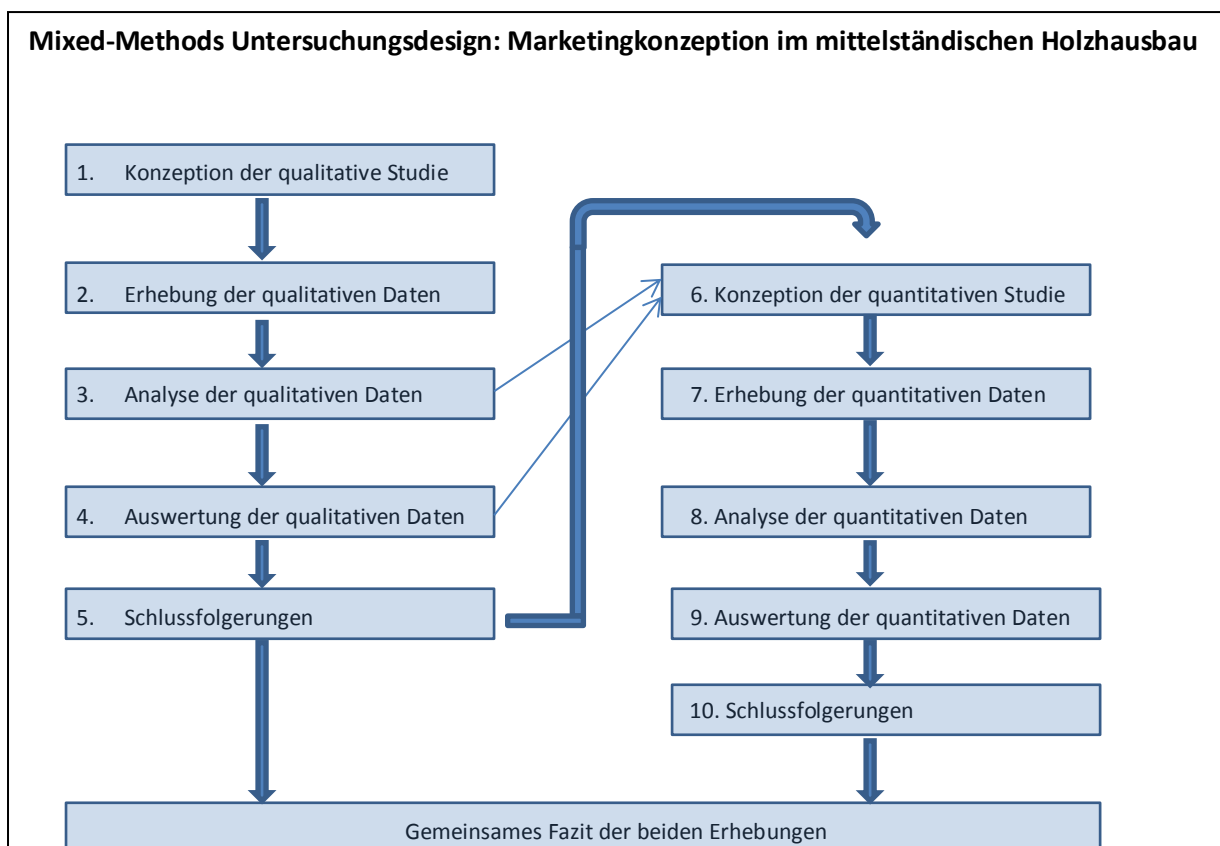 Mixed-Methods Untersuchungsdesign: Marketingkonzeption im mittelständischen Holzhausbau
1. Konzeption der qualitative Studie
2. Erhebung der qualitativen Daten
3. Analyse der qualitativen Daten
4. Auswertung der qualitativen Daten
5. Schlussfolgerungen
6. Konzeption der quantitativen Studie
7. Erhebung der quantitativen Daten
8. Analyse der quantitativen Daten
9. Auswertung der quantitativen Daten
10. Schlussfolgerungen
Gemeinsames Fazit der beiden Erhebungen